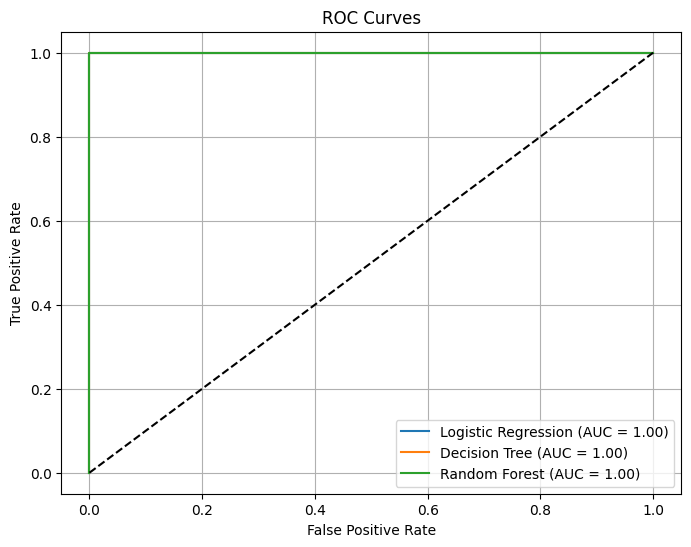 ROC Curves
True Positive Rate
1.0
0.8
0.6
0.4
0.2
0.0
Logistic Regression (AUC = 1.00)
Decision Tree (AUC = 1.00)
Random Forest (AUC = 1.00)
0.0 0.2 0.4 0.6 0.8 1.0
False Positive Rate